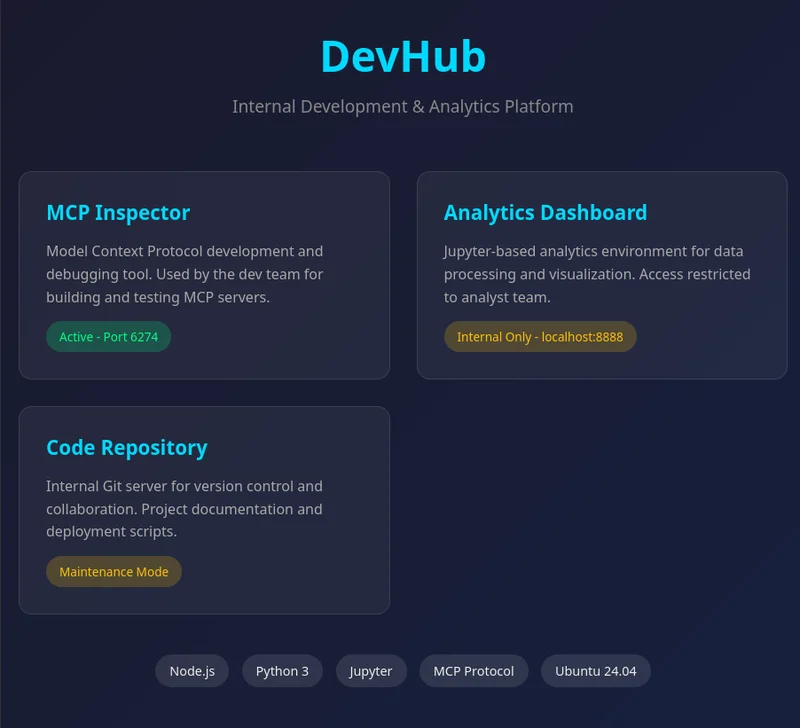 DevHub
Internal Development & Analytics Platform
MCP Inspector
Model Context Protocol development and
debugging tool. Used by the dev team for
building and testing MCP servers.
Active - Port 6274
Analytics Dashboard
Jupyter-based analytics environment for data
processing and visualization. Access restricted
to analyst team.
Internal Only - localhost:8888
Code Repository
Internal Git server for version control and
collaboration. Project documentation and
deployment scripts.
Maintenance Mode
Node.js
Python 3
Jupyter
MCP Protocol
Ubuntu 24.04